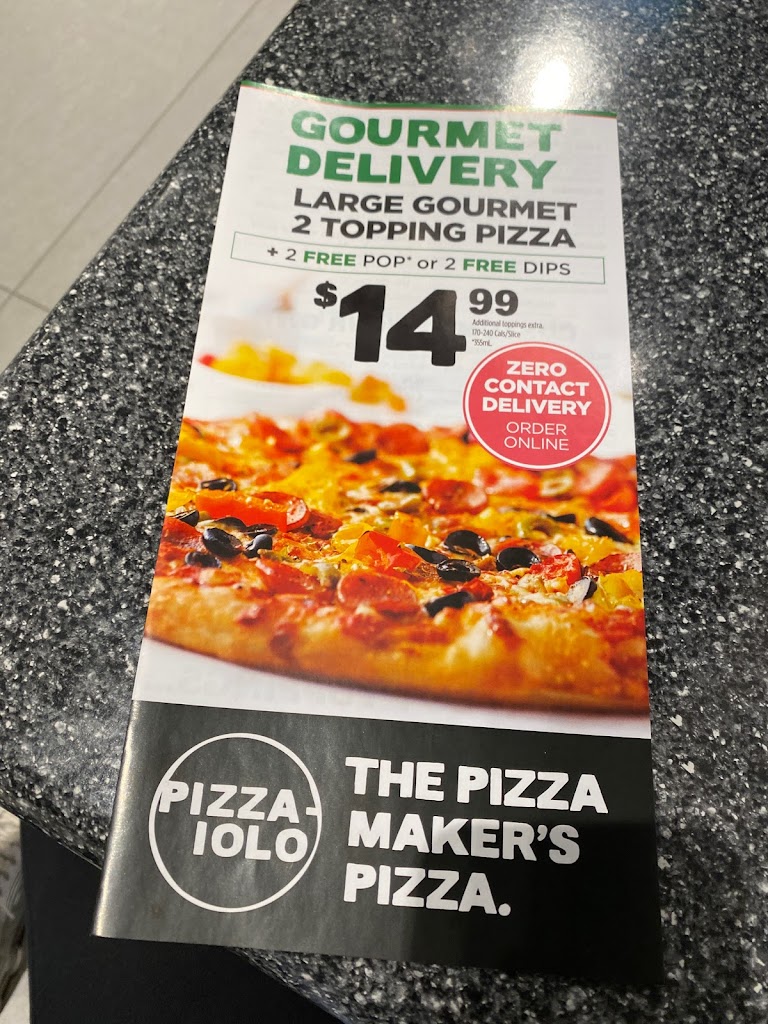 GOURMET
DELIVERY
LARGE GOURMET
2 TOPPING PIZZA
+ 2 FREE POP* or 2 FREE DIPS
$14.99
Additional toppings extra.
170-240 Cals/Slice
*355mL
ZERO
CONTACT
DELIVERY
ORDER
ONLINE
PIZZA-
IOLO
THE PIZZA
MAKER'S
PIZZA.